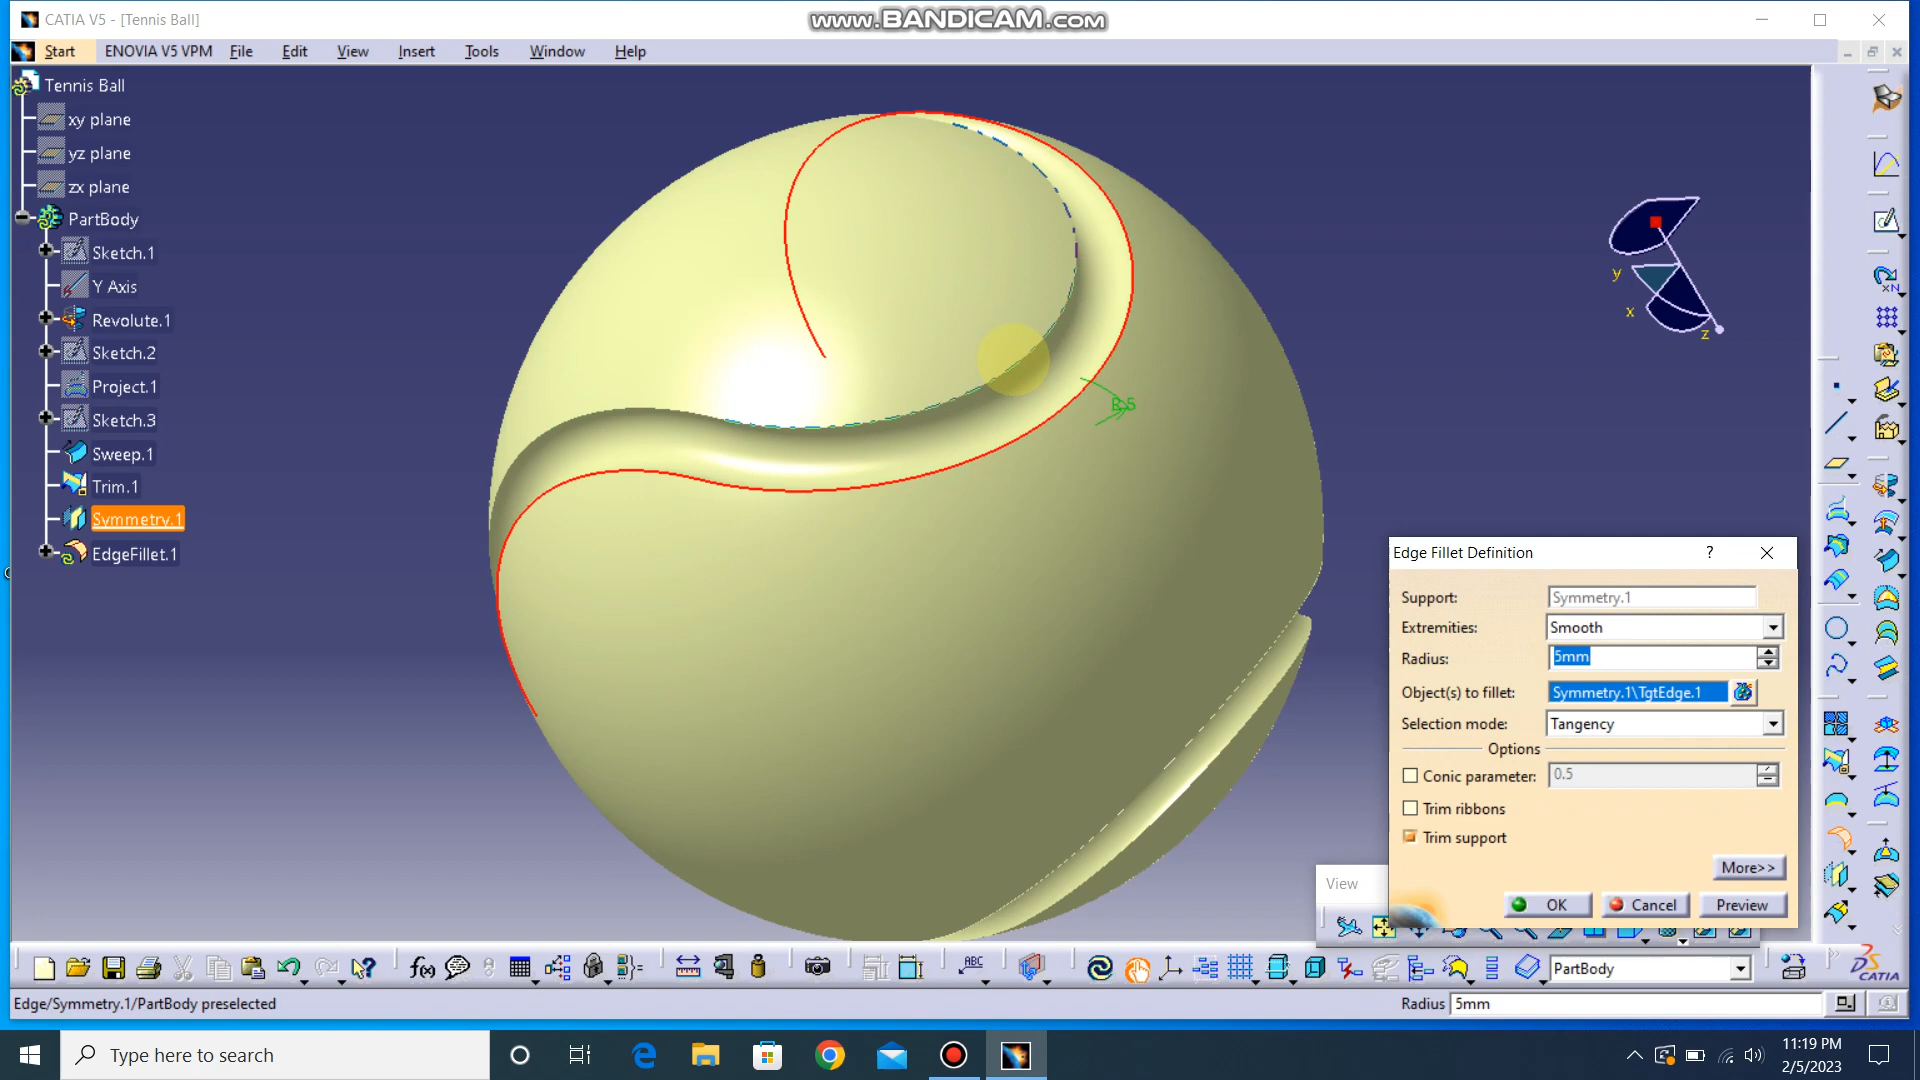 CATIA V5 - [Tennis Ball]
www.BANDICAM.com
Start ENOVIA V5 VPM File Edit View Insert Tools Window Help
Tennis Ball
xy plane
yz plane
zx plane
PartBody
Sketch.1
Y Axis
Revolute.1
Sketch.2
Project.1
Sketch.3
Sweep.1
Trim.1
Symmetry.1
EdgeFillet.1
R 5
y
x
z
Edge Fillet Definition
?
Support: Symmetry.1
Extremities: Smooth
Radius: 5mm
Object(s) to fillet: Symmetry.1\TgtEdge.1
Selection mode: Tangency
Options
Conic parameter: 0.5
Trim ribbons
Trim support
More>>
OK Cancel Preview
View
f(x)
ABC
PartBody
CATIA
Edge/Symmetry.1/PartBody preselected
Radius 5mm
Type here to search
11:19 PM
2/5/2023